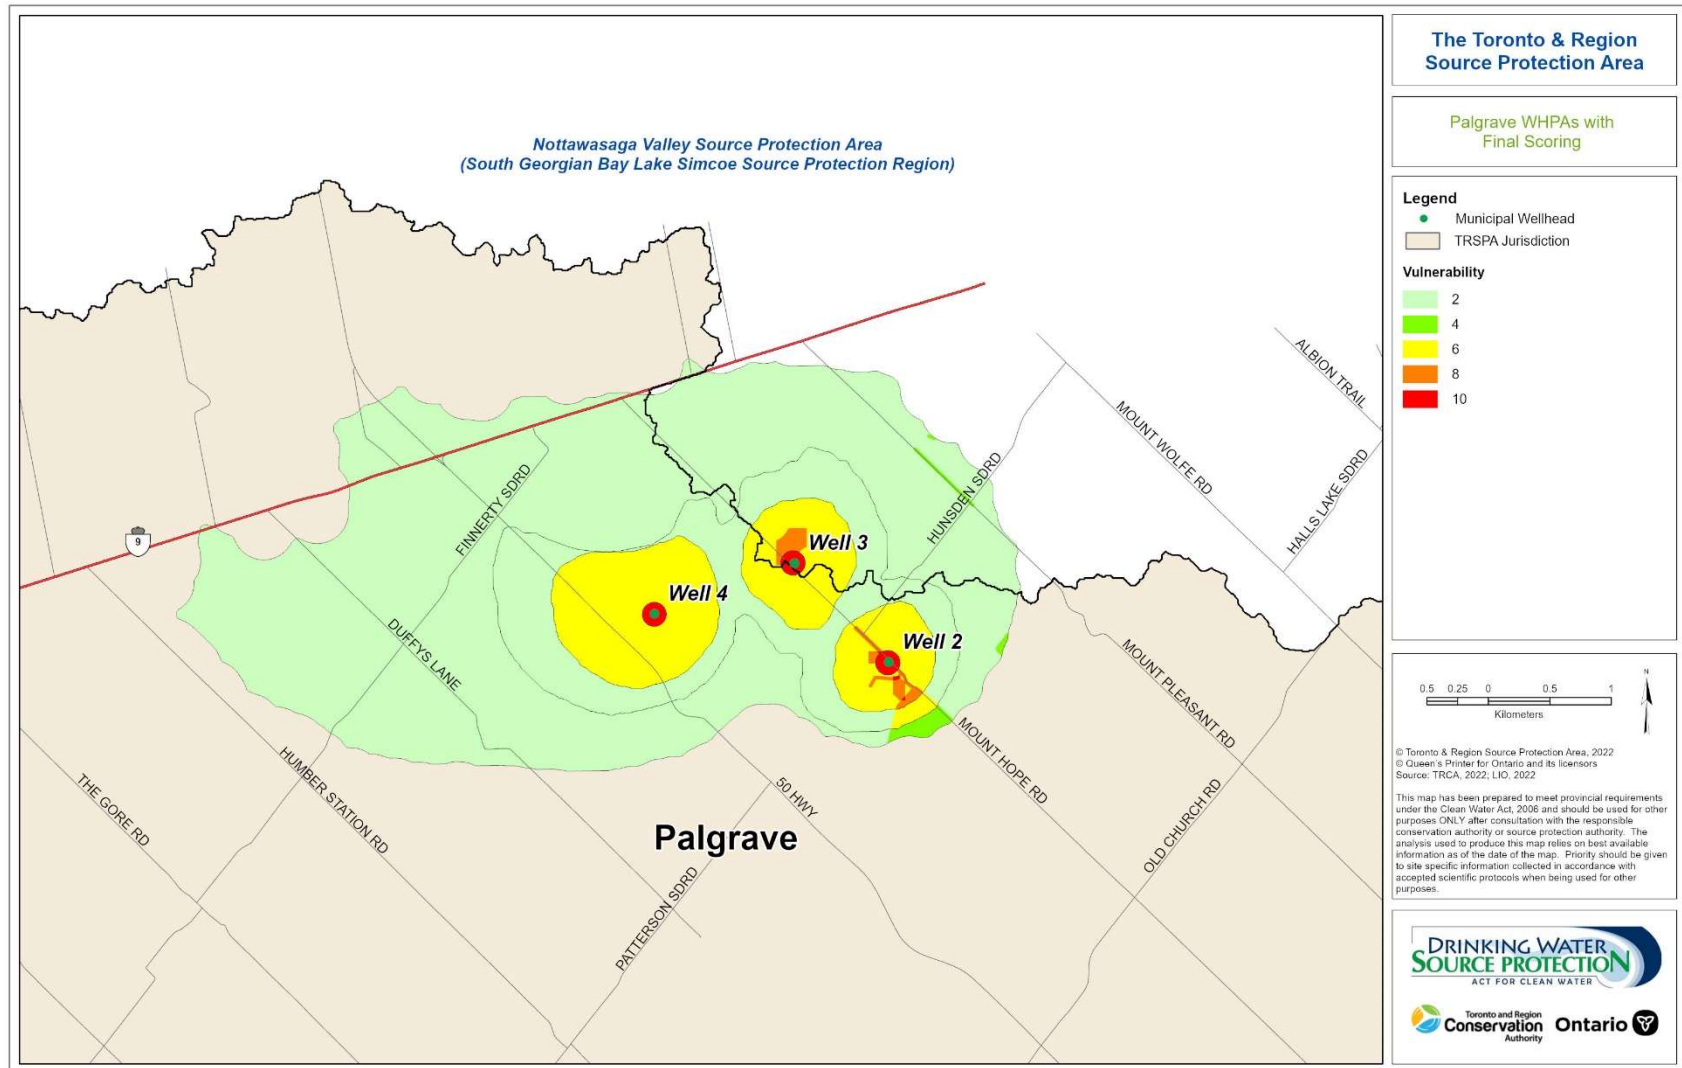 The Toronto & Region
Source Protection Area
Palgrave WHPAs with
Final Scoring
Nottawasaga Valley Source Protection Area
(South Georgian Bay Lake Simcoe Source Protection Region)
Legend
Municipal Wellhead
TRSPA Jurisdiction
Vulnerability
2
4
6
8
10
ALBION TRAIL
MOUNT WOLFE RD
HALLS LAKE SDRD
HUNSDEN SDRD
FINNERTY SDRD
9
Well 3
Well 4
Well 2
DUFFYS LANE
MOUNT PLEASANT RD
MOUNT HOPE RD
HUMBER STATION RD
THE GORE RD
50 HWY
OLD CHURCH RD
Palgrave
PATTERSON SDRD
0.5 0.25 0 0.5 1
Kilometers
N
© Toronto & Region Source Protection Area, 2022
© Queen's Printer for Ontario and its licensors
Source: TRCA, 2022; LIO, 2022
This map has been prepared to meet provincial requirements
under the Clean Water Act, 2006 and should be used for other
purposes ONLY after consultation with the responsible
conservation authority or source protection authority. The
analysis used to produce this map relies on best available
information as of the date of the map. Priority should be given
to site specific information collected in accordance with
accepted scientific protocols when being used for other
purposes.
DRINKING WATER
SOURCE PROTECTION
ACT FOR CLEAN WATER
Toronto and Region
Conservation
Authority
Ontario